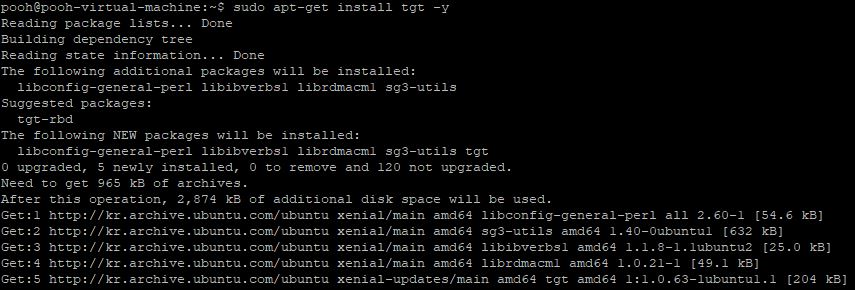 pooh@pooh-virtual-machine:~$ sudo apt-get install tgt -y
Reading package lists... Done
Building dependency tree
Reading state information... Done
The following additional packages will be installed:
  libconfig-general-perl libibverbs1 librdmacm1 sg3-utils
Suggested packages:
  tgt-rbd
The following NEW packages will be installed:
  libconfig-general-perl libibverbs1 librdmacm1 sg3-utils tgt
0 upgraded, 5 newly installed, 0 to remove and 120 not upgraded.
Need to get 965 kB of archives.
After this operation, 2,874 kB of additional disk space will be used.
Get:1 http://kr.archive.ubuntu.com/ubuntu xenial/main amd64 libconfig-general-perl all 2.60-1 [54.6 kB]
Get:2 http://kr.archive.ubuntu.com/ubuntu xenial/main amd64 sg3-utils amd64 1.40-0ubuntu1 [632 kB]
Get:3 http://kr.archive.ubuntu.com/ubuntu xenial/main amd64 libibverbs1 amd64 1.1.8-1.1ubuntu2 [25.0 kB]
Get:4 http://kr.archive.ubuntu.com/ubuntu xenial/main amd64 librdmacm1 amd64 1.0.21-1 [49.1 kB]
Get:5 http://kr.archive.ubuntu.com/ubuntu xenial-updates/main amd64 tgt amd64 1:1.0.63-1ubuntu1.1 [204 kB]